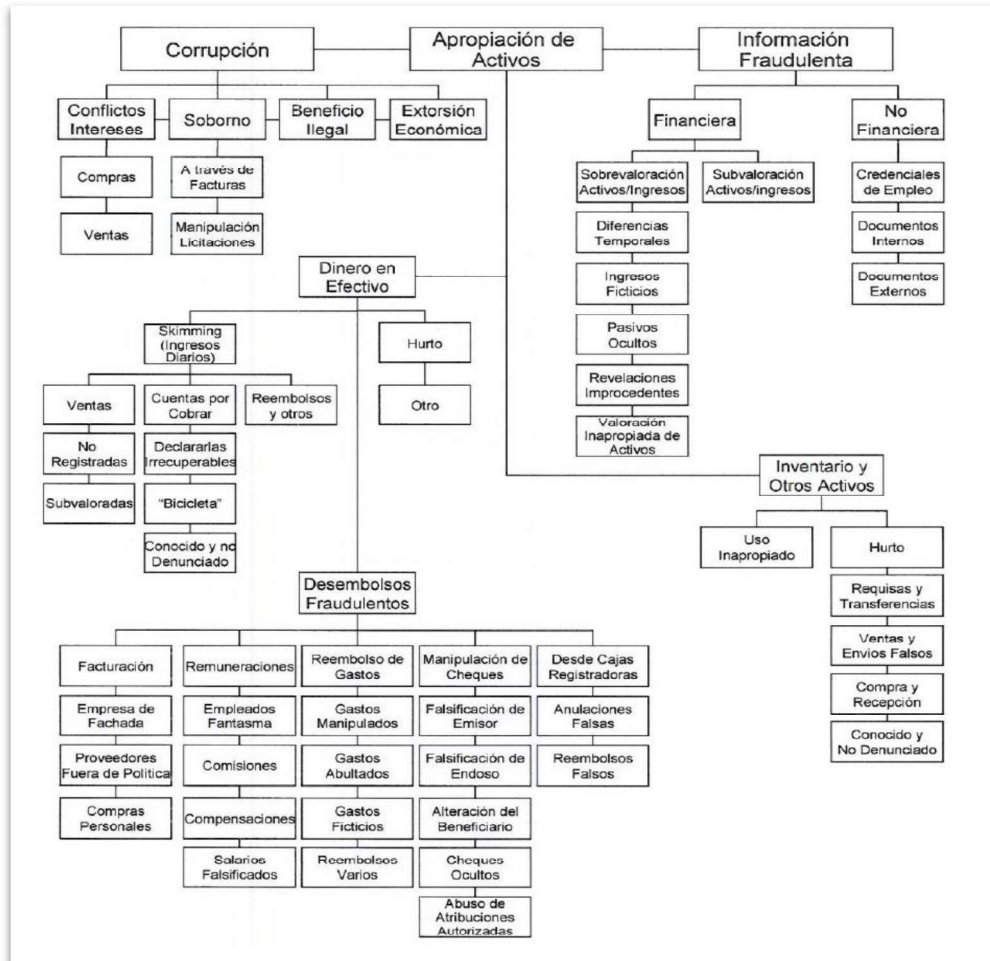 Corrupción
Apropiación de
Activos
Información
Fraudulenta
Conflictos
Intereses
Soborno
Beneficio
Ilegal
Extorsión
Económica
Compras
Ventas
A través de
Facturas
Manipulación
Licitaciones
Financiera
No
Financiera
Sobrevaloración
Activos/Ingresos
Subvaloración
Activos/ingresos
Diferencias
Temporales
Ingresos
Ficticios
Pasivos
Ocultos
Revelaciones
Improcedentes
Valoración
Inapropiada de
Activos
Credenciales
de Empleo
Documentos
Internos
Documentos
Externos
Dinero en
Efectivo
Skimming
(Ingresos
Diarios)
Hurto
Otro
Ventas
No
Registradas
Subvaloradas
Cuentas por
Cobrar
Declararlas
Irrecuperables
“Bicicleta”
Conocido y no
Denunciado
Reembolsos
y otros
Inventario y
Otros Activos
Uso
Inapropiado
Hurto
Requisas y
Transferencias
Ventas y
Envios Falsos
Compra y
Recepción
Conocido y
No Denunciado
Desembolsos
Fraudulentos
Facturación
Empresa de
Fachada
Proveedores
Fuera de Política
Compras
Personales
Remuneraciones
Empleados
Fantasma
Comisiones
Compensaciones
Salarios
Falsificados
Reembolso de
Gastos
Gastos
Manipulados
Gastos
Abultados
Gastos
Ficticios
Reembolsos
Varios
Manipulación de
Cheques
Falsificación de
Emisor
Falsificación de
Endoso
Alteración del
Beneficiario
Cheques
Ocultos
Abuso de
Atribuciones
Autorizadas
Desde Cajas
Registradoras
Anulaciones
Falsas
Reembolsos
Falsos